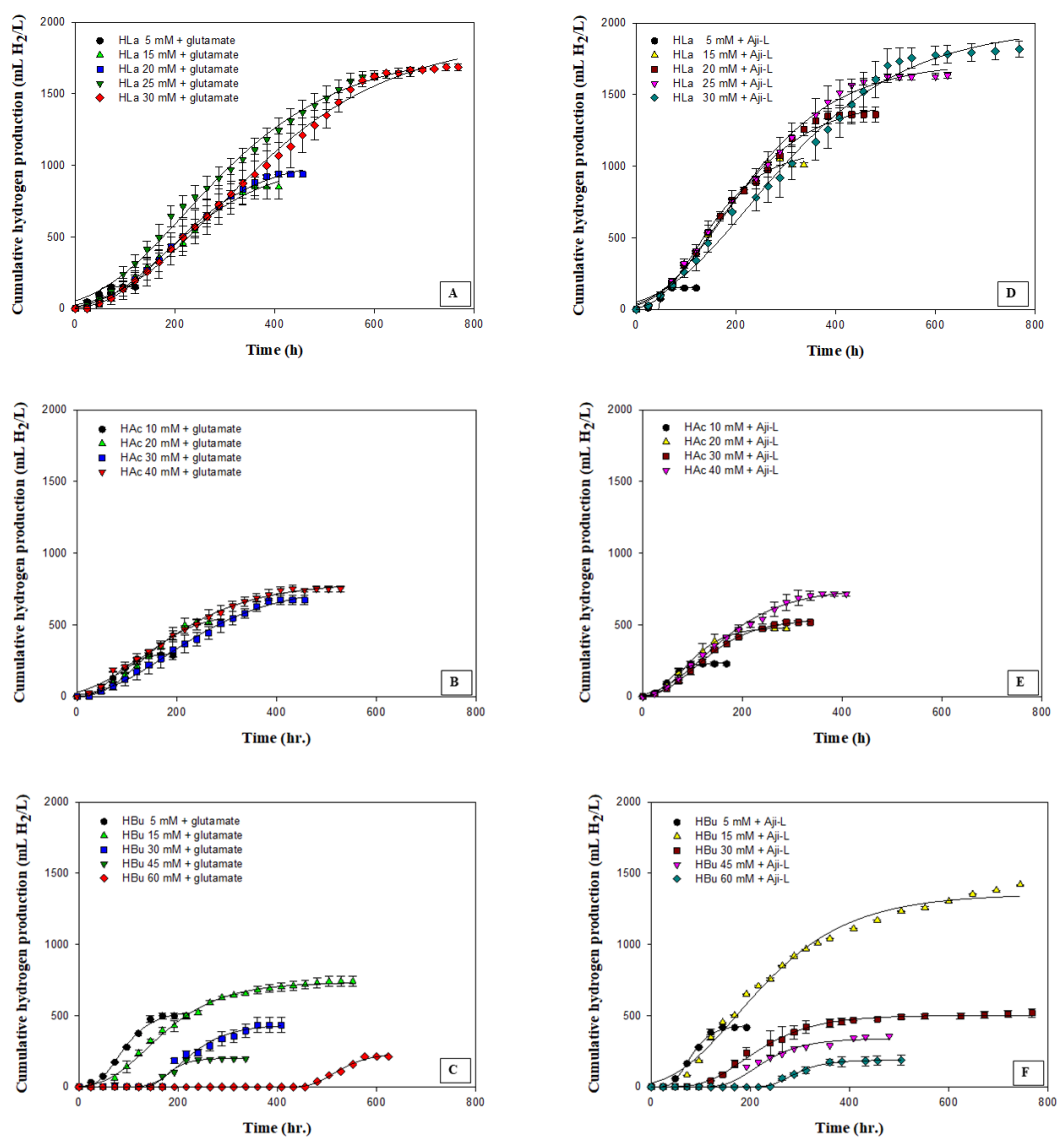 Cumulative hydrogen production (mL H2/L)
2000
1500
1000
500
0
HLa 5 mM + glutamate
HLa 15 mM + glutamate
HLa 20 mM + glutamate
HLa 25 mM + glutamate
HLa 30 mM + glutamate
A
0 200 400 600 800
Time (h)
Cumulative hydrogen production (mL H2/L)
2000
1500
1000
500
0
HLa 5 mM + Aji-L
HLa 15 mM + Aji-L
HLa 20 mM + Aji-L
HLa 25 mM + Aji-L
HLa 30 mM + Aji-L
D
0 200 400 600 800
Time (h)
Cumulative hydrogen production (mL H2/L)
2000
1500
1000
500
0
HAc 10 mM + glutamate
HAc 20 mM + glutamate
HAc 30 mM + glutamate
HAc 40 mM + glutamate
B
0 200 400 600 800
Time (hr.)
Cumulative hydrogen production (mL H2/L)
2000
1500
1000
500
0
HAc 10 mM + Aji-L
HAc 20 mM + Aji-L
HAc 30 mM + Aji-L
HAc 40 mM + Aji-L
E
0 200 400 600 800
Time (h)
Cumulative hydrogen production (mL H2/L)
2000
1500
1000
500
0
HBu 5 mM + glutamate
HBu 15 mM + glutamate
HBu 30 mM + glutamate
HBu 45 mM + glutamate
HBu 60 mM + glutamate
C
0 200 400 600 800
Time (hr.)
Cumulative hydrogen production (mL H2/L)
2000
1500
1000
500
0
HBu 5 mM + Aji-L
HBu 15 mM + Aji-L
HBu 30 mM + Aji-L
HBu 45 mM + Aji-L
HBu 60 mM + Aji-L
F
0 200 400 600 800
Time (hr.)